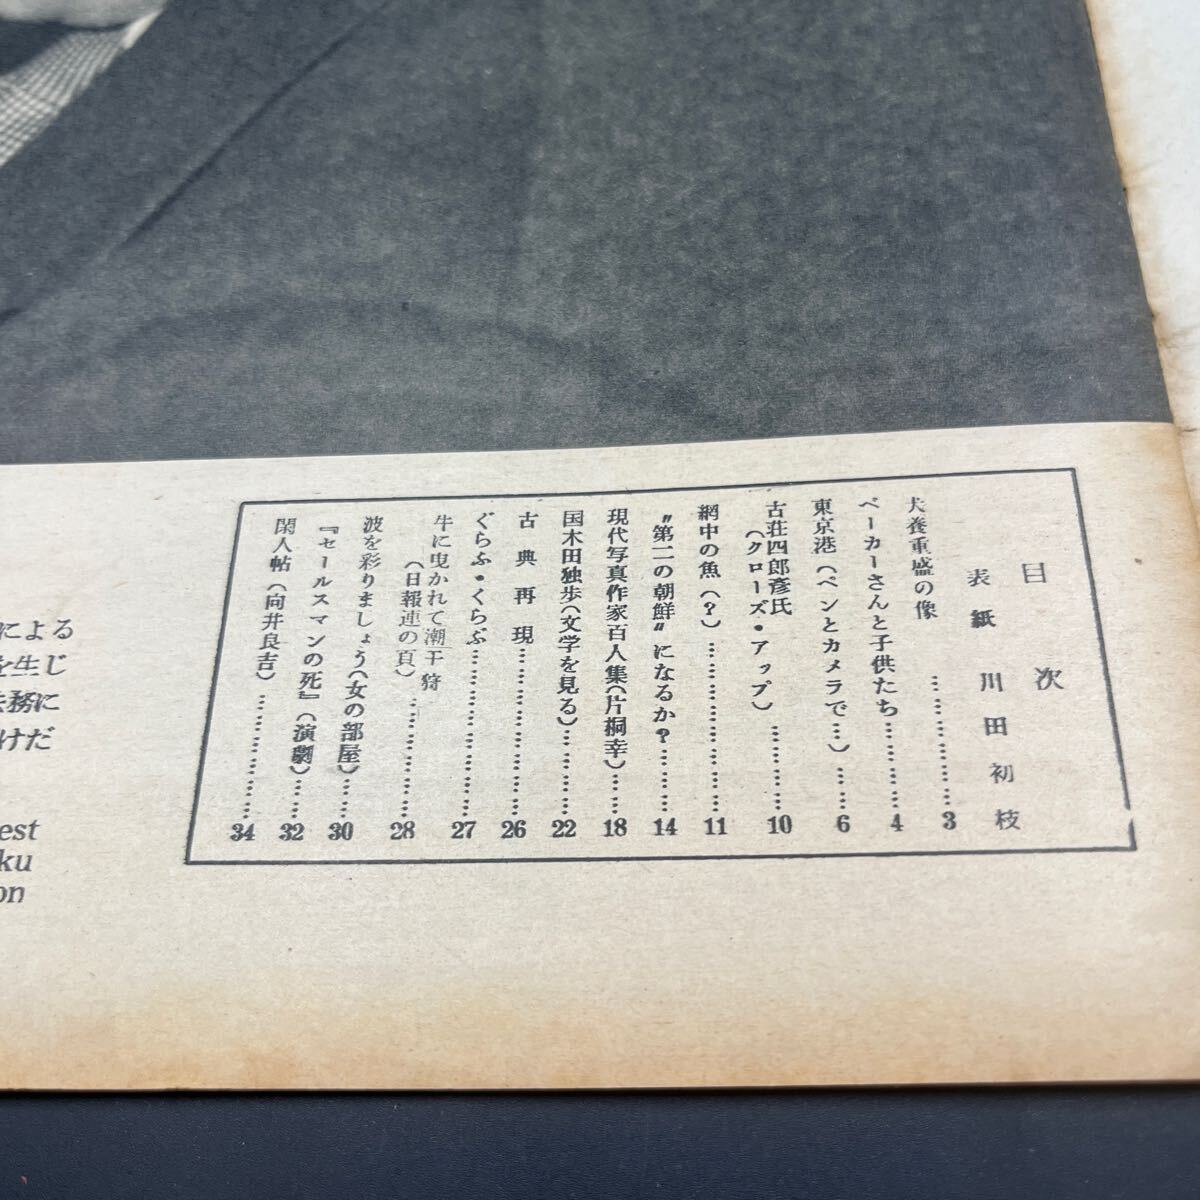 目次
表紙 川田初枝
犬養重盛の像 …………… 3
ベーカーさんと子供たち ………… 4
東京港(ペンとカメラで…) …… 6
古荘四郎彦氏
(クローズ・アップ) ………… 10
網中の魚(?) …………………… 11
〝第二の朝鮮〟になるか? ……… 14
現代写真作家百人集(片桐幸) …… 18
国木田独歩(文学を見る) ……… 22
古典再現 ………………… 26
ぐらふ・くらぶ ………………… 27
牛に曳かれて潮干狩
(日報連の頁) …………… 28
波を彩りましょう(女の部屋) …… 30
『セールスマンの死』(演劇) …… 32
閑人帖(向井良吉) …………… 34
による
を生じ
務に
けだ
est
ku
on